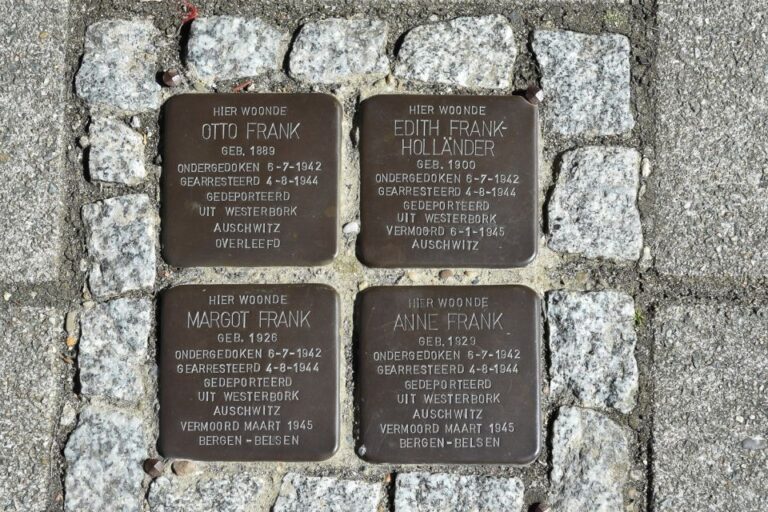 HIER WOONDE
OTTO FRANK
GEB. 1889
ONDERGEDOKEN 6-7-1942
GEARRESTEERD 4-8-1944
GEDEPORTEERD
UIT WESTERBORK
AUSCHWITZ
OVERLEEFD
HIER WOONDE
EDITH FRANK-
HOLLÄNDER
GEB. 1900
ONDERGEDOKEN 6-7-1942
GEARRESTEERD 4-8-1944
GEDEPORTEERD
UIT WESTERBORK
VERMOORD 6-1-1945
AUSCHWITZ
HIER WOONDE
MARGOT FRANK
GEB. 1926
ONDERGEDOKEN 6-7-1942
GEARRESTEERD 4-8-1944
GEDEPORTEERD
UIT WESTERBORK
AUSCHWITZ
VERMOORD MAART 1945
BERGEN-BELSEN
HIER WOONDE
ANNE FRANK
GEB. 1929
ONDERGEDOKEN 6-7-1942
GEARRESTEERD 4-8-1944
GEDEPORTEERD
UIT WESTERBORK
AUSCHWITZ
VERMOORD MAART 1945
BERGEN-BELSEN